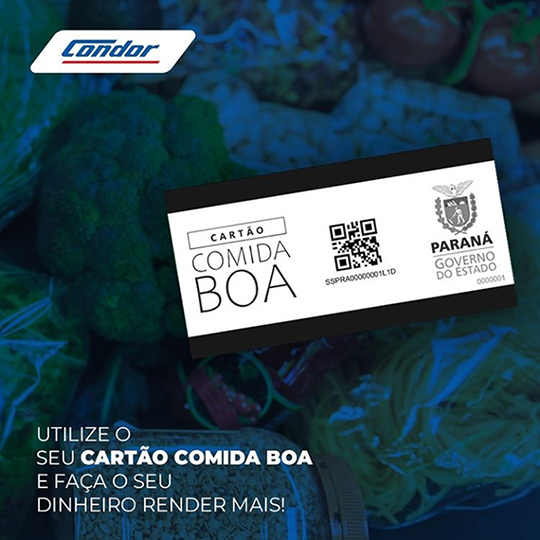 Condor
CARTÃO
COMIDA
BOA
SSPRA00000001L1D
PARANÁ
GOVERNO
DO ESTADO
0000001
UTILIZE O
SEU CARTÃO COMIDA BOA
E FAÇA O SEU
DINHEIRO RENDER MAIS!